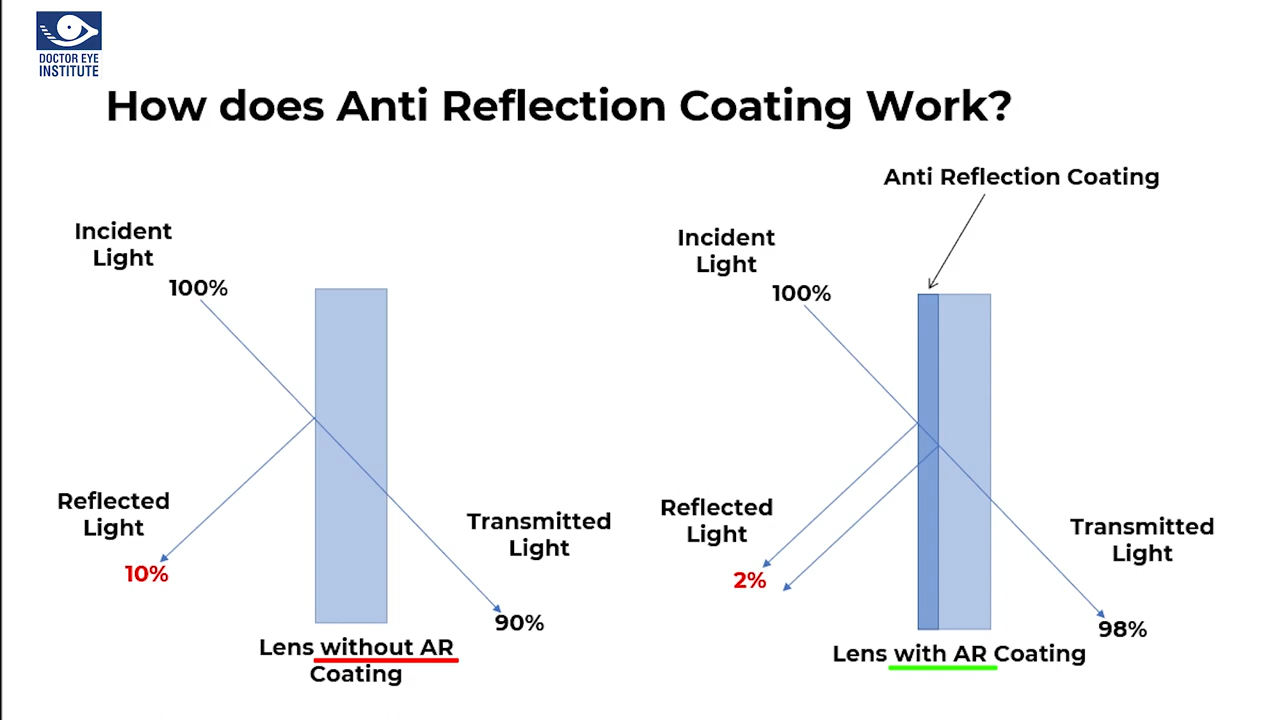 DOCTOR EYE
INSTITUTE
How does Anti Reflection Coating Work?
Incident
Light
100%
Reflected
Light
10%
Transmitted
Light
90%
Lens without AR
Coating
Anti Reflection Coating
Incident
Light
100%
Reflected
Light
2%
Transmitted
Light
98%
Lens with AR Coating